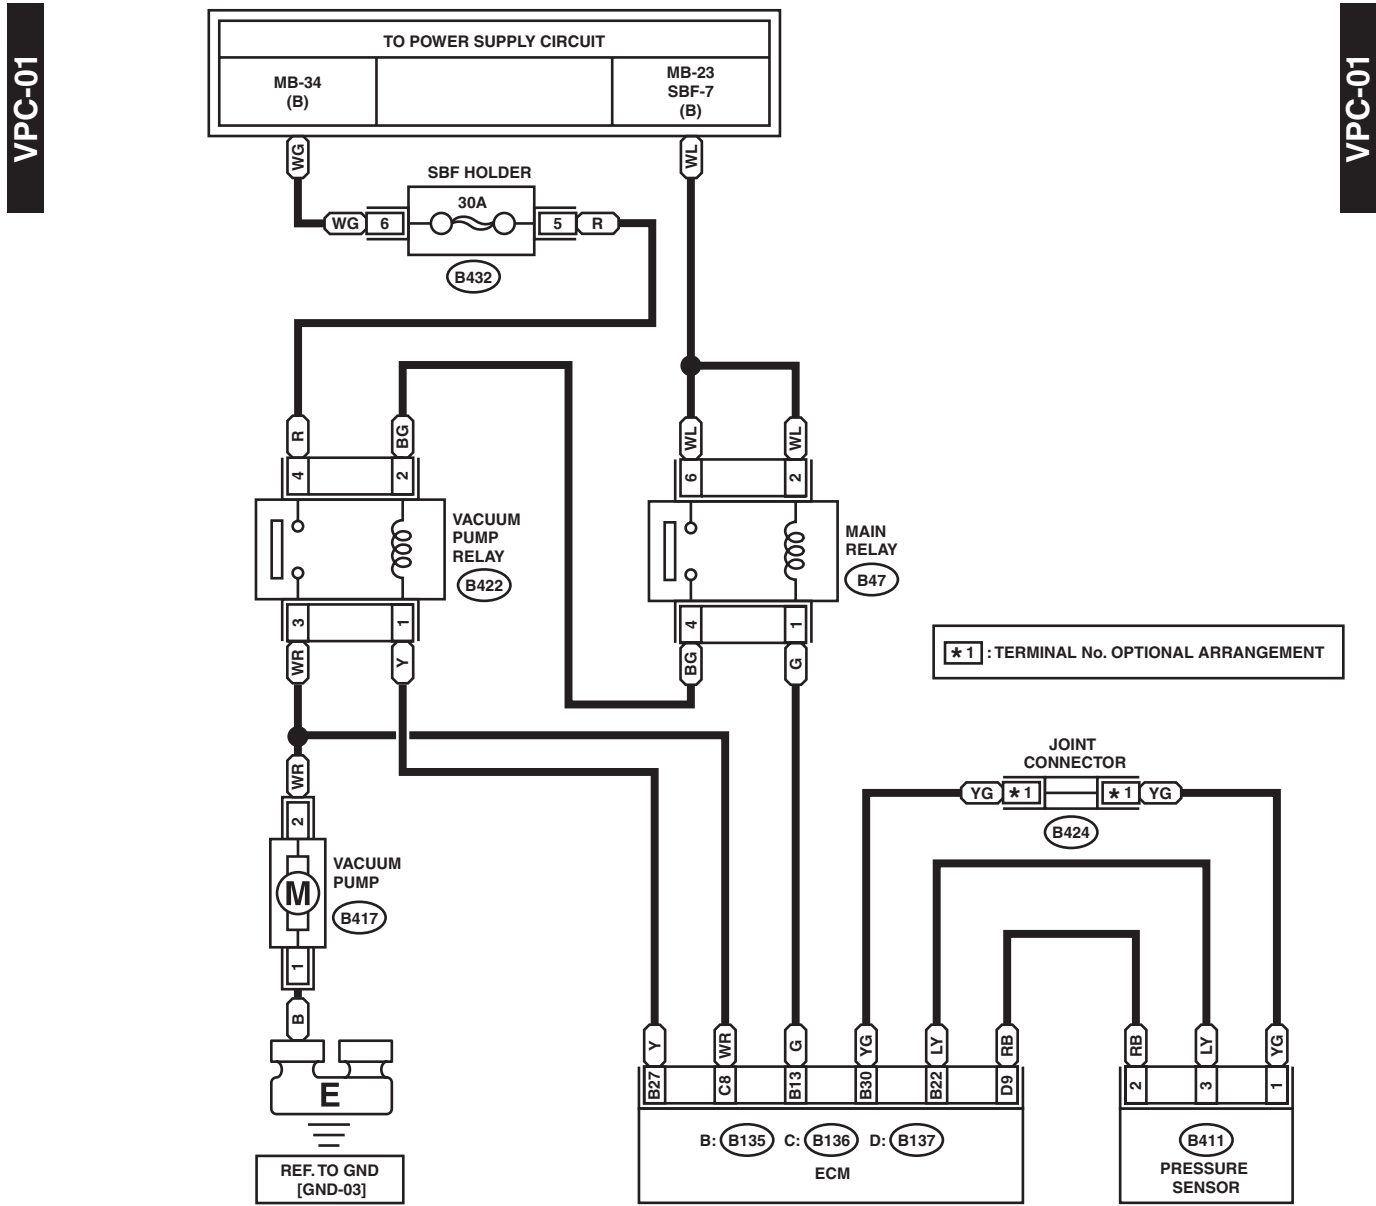 VPC-01
VPC-01
TO POWER SUPPLY CIRCUIT
MB-34
(B)
MB-23
SBF-7
(B)
WG
WL
SBF HOLDER
30A
WG
6
5
R
B432
R
BG
WL
WL
4
2
6
2
VACUUM
PUMP
RELAY
B422
MAIN
RELAY
B47
3
1
4
1
WR
Y
BG
G
*1 : TERMINAL No. OPTIONAL ARRANGEMENT
JOINT
CONNECTOR
YG
*1
*1
YG
B424
WR
2
M
VACUUM
PUMP
B417
1
B
E
REF. TO GND
[GND-03]
Y
WR
G
YG
LY
RB
RB
LY
YG
B27
C8
B13
B30
B22
D9
2
3
1
B: B135 C: B136 D: B137
ECM
B411
PRESSURE
SENSOR